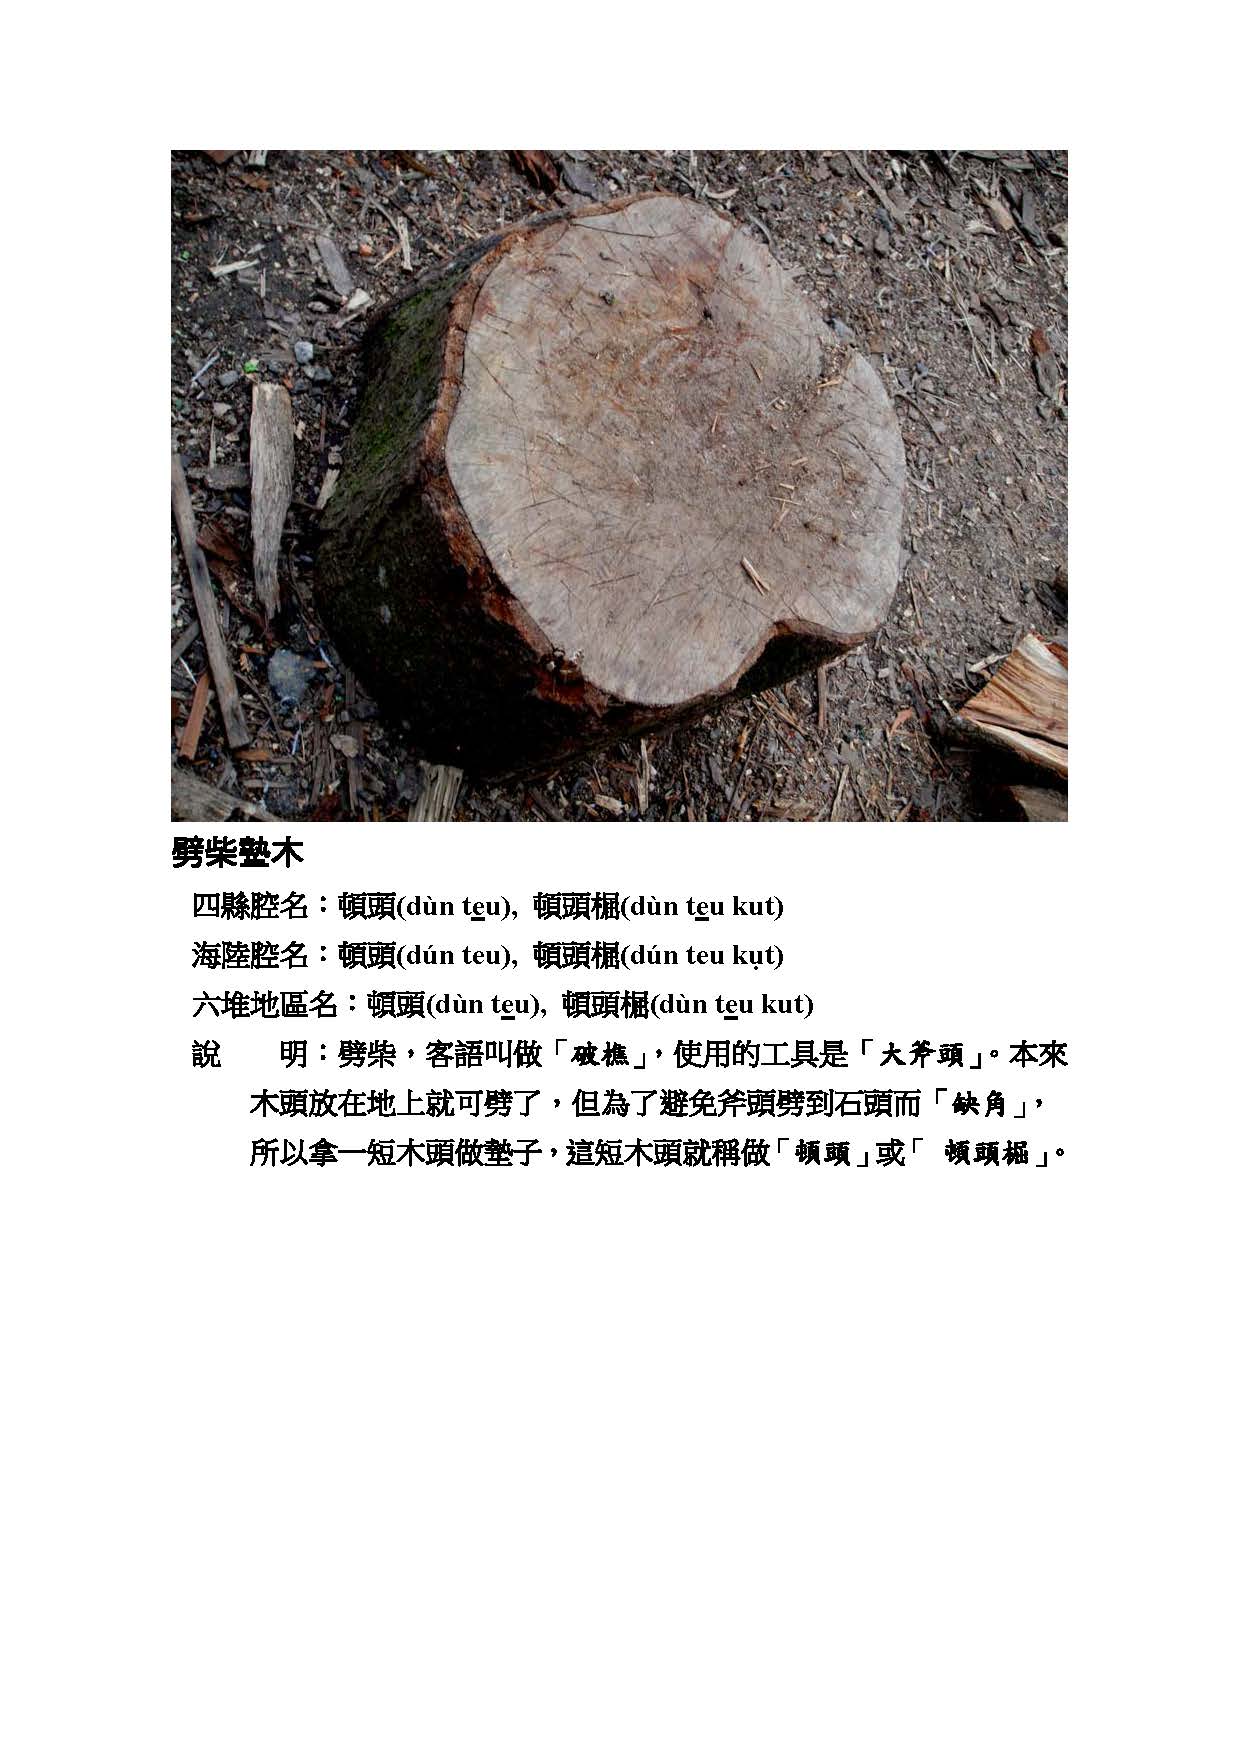 劈柴墊木
四縣腔名：頓頭(dùn te̲u), 頓頭榾(dùn te̲u kut)
海陸腔名：頓頭(dún teu), 頓頭榾(dún teu kụt)
六堆地區名：頓頭(dùn te̲u), 頓頭榾(dùn te̲u kut)
說　　明：劈柴，客語叫做「破樵」，使用的工具是「大斧頭」。本來
木頭放在地上就可劈了，但為了避免斧頭劈到石頭而「缺角」，
所以拿一短木頭做墊子，這短木頭就稱做「頓頭」或「 頓頭榾」。